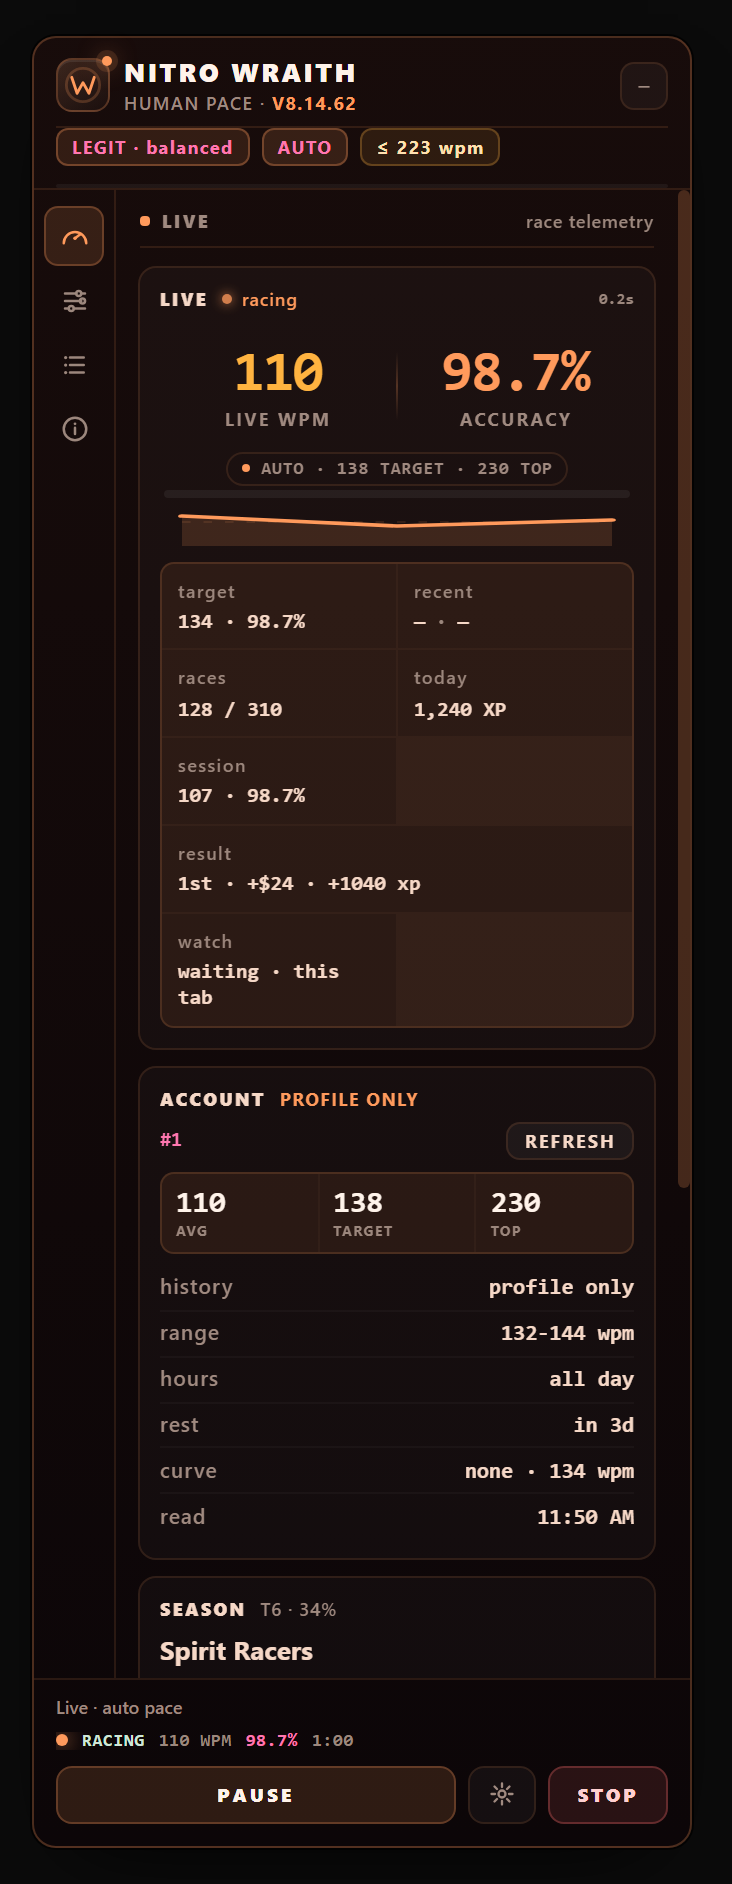 NITRO WRAITH
HUMAN PACE · V8.14.62
–
LEGIT · balanced AUTO ≤ 223 wpm
LIVE race telemetry
LIVE racing 0.2s
110 98.7%
LIVE WPM ACCURACY
AUTO · 138 TARGET · 230 TOP
target recent
134 · 98.7% — · —
races today
128 / 310 1,240 XP
session
107 · 98.7%
result
1st · +$24 · +1040 xp
watch
waiting · this
tab
ACCOUNT PROFILE ONLY
#1 REFRESH
110 138 230
AVG TARGET TOP
history profile only
range 132-144 wpm
hours all day
rest in 3d
curve none · 134 wpm
read 11:50 AM
SEASON T6 · 34%
Spirit Racers
Live · auto pace
RACING 110 WPM 98.7% 1:00
PAUSE STOP